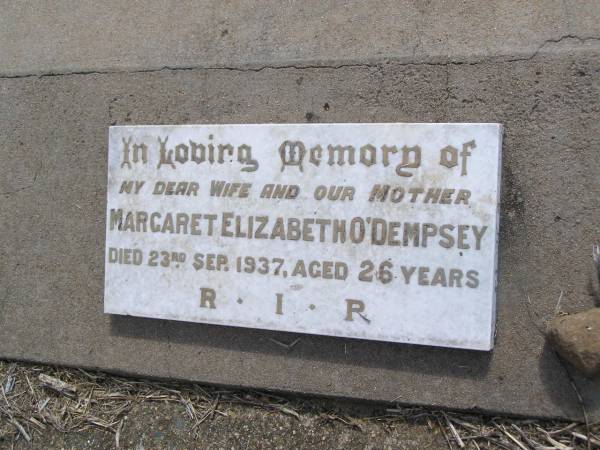 In Loving Memory of
MY DEAR WIFE AND OUR MOTHER
MARGARET ELIZABETH O'DEMPSEY
DIED 23RD SEP. 1937, AGED 26 YEARS
R · I · P